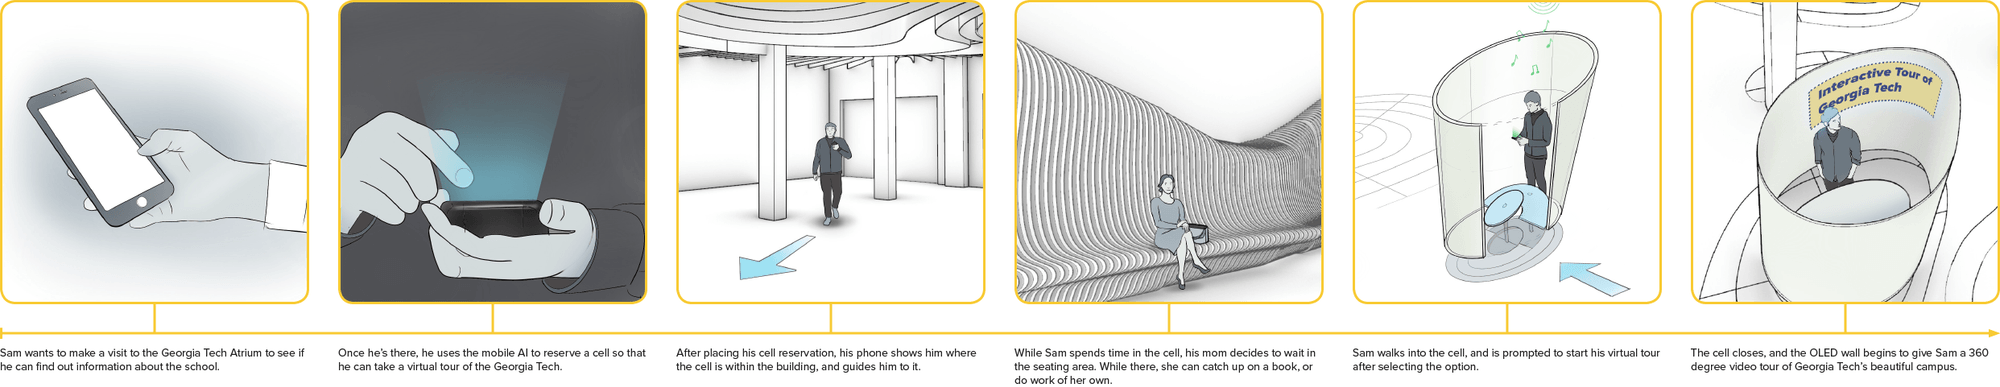 Interactive Tour of
Georgia Tech
Sam wants to make a visit to the Georgia Tech Atrium to see if
he can find out information about the school.
Once he's there, he uses the mobile AI to reserve a cell so that
he can take a virtual tour of the Georgia Tech.
After placing his cell reservation, his phone shows him where
the cell is within the building, and guides him to it.
While Sam spends time in the cell, his mom decides to wait in
the seating area. While there, she can catch up on a book, or
do work of her own.
Sam walks into the cell, and is prompted to start his virtual tour
after selecting the option.
The cell closes, and the OLED wall begins to give Sam a 360
degree video tour of Georgia Tech's beautiful campus.